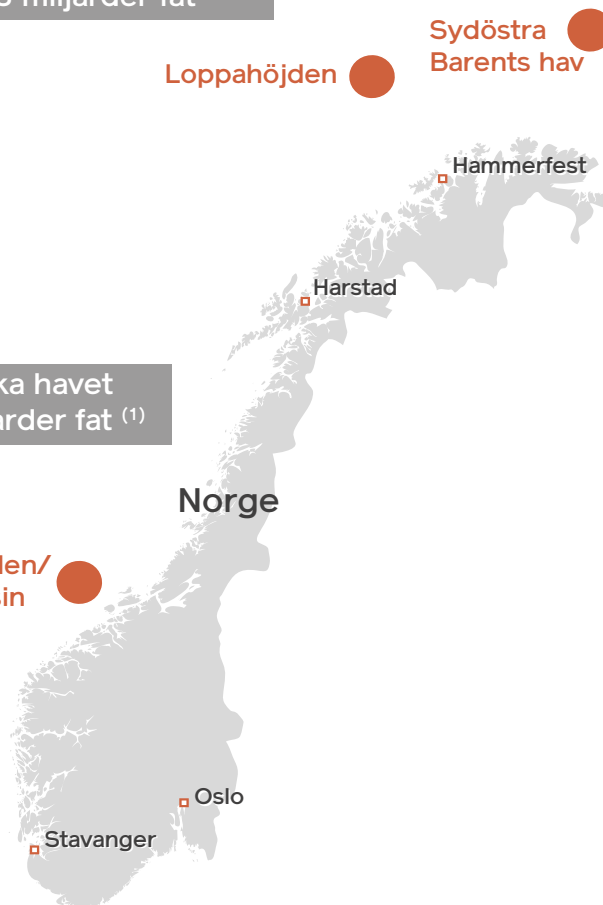 miljarder fat
Sydöstra
Barents hav
Loppahöjden
Hammerfest
Harstad
ka havet
arder fat (1)
Norge
den/
sin
Oslo
Stavanger